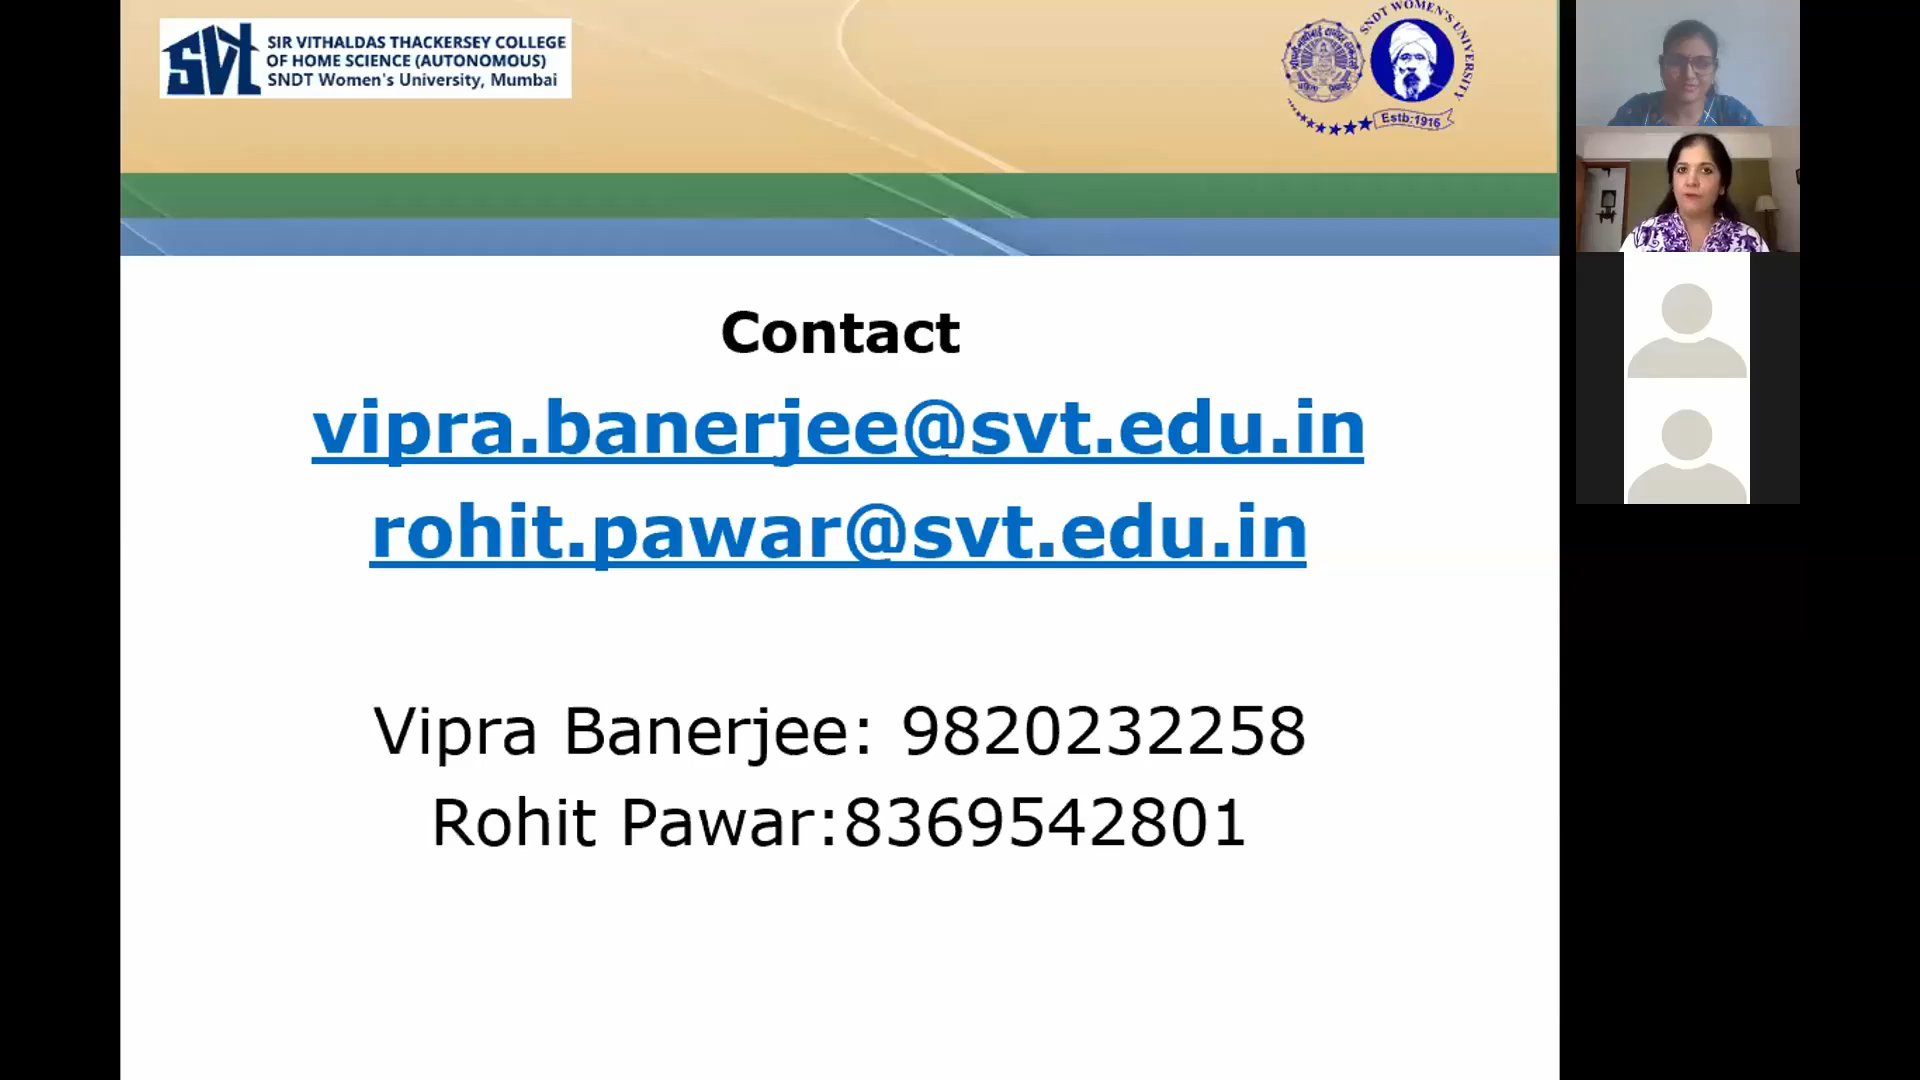 SVT
SIR VITHALDAS THACKERSEY COLLEGE
OF HOME SCIENCE (AUTONOMOUS)
SNDT Women's University, Mumbai
SNDT WOMEN'S UNIVERSITY
Estb:1916
Contact
vipra.banerjee@svt.edu.in
rohit.pawar@svt.edu.in
Vipra Banerjee: 9820232258
Rohit Pawar:8369542801